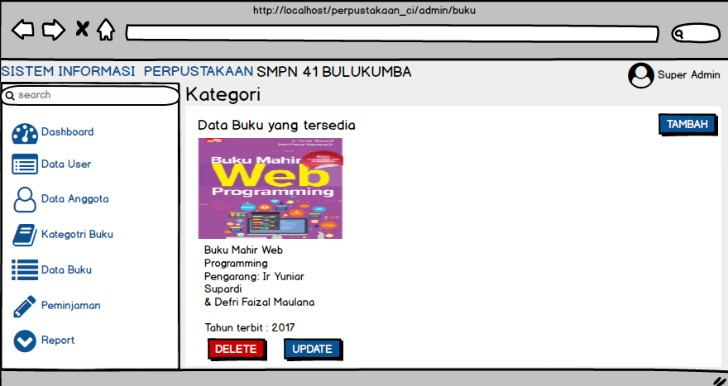 http://localhost/perpustakaan_ci/admin/buku
SISTEM INFORMASI PERPUSTAKAAN SMPN 41 BULUKUMBA
Super Admin
search
Kategori
Dashboard
Data User
Data Anggota
Kategotri Buku
Data Buku
Peminjaman
Report
Data Buku yang tersedia
TAMBAH
Buku Mahir
Web
Programming
Buku Mahir Web
Programming
Pengarang: Ir Yuniar
Supardi
& Defri Faizal Maulana
Tahun terbit : 2017
DELETE
UPDATE